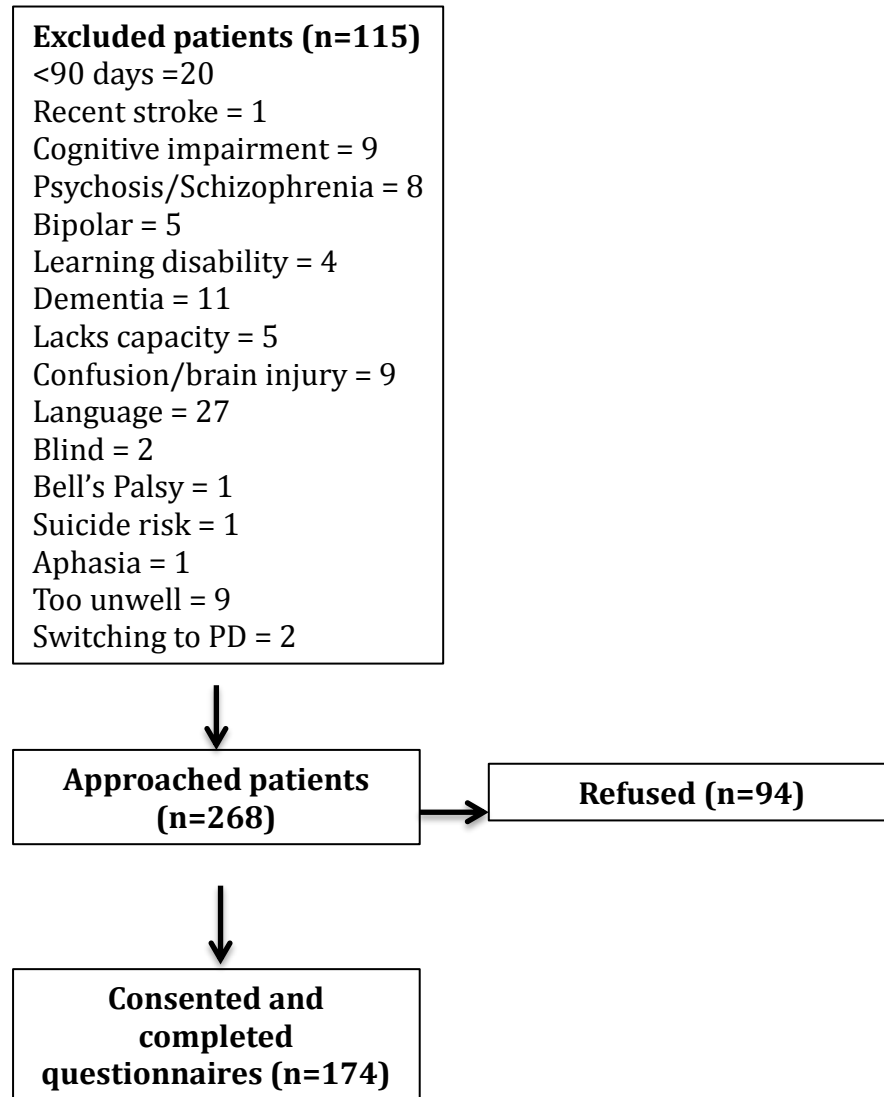 Excluded patients (n=115)
<90 days =20
Recent stroke = 1
Cognitive impairment = 9
Psychosis/Schizophrenia = 8
Bipolar = 5
Learning disability = 4
Dementia = 11
Lacks capacity = 5
Confusion/brain injury = 9
Language = 27
Blind = 2
Bell’s Palsy = 1
Suicide risk = 1
Aphasia = 1
Too unwell = 9
Switching to PD = 2
Approached patients
(n=268)
Refused (n=94)
Consented and
completed
questionnaires (n=174)